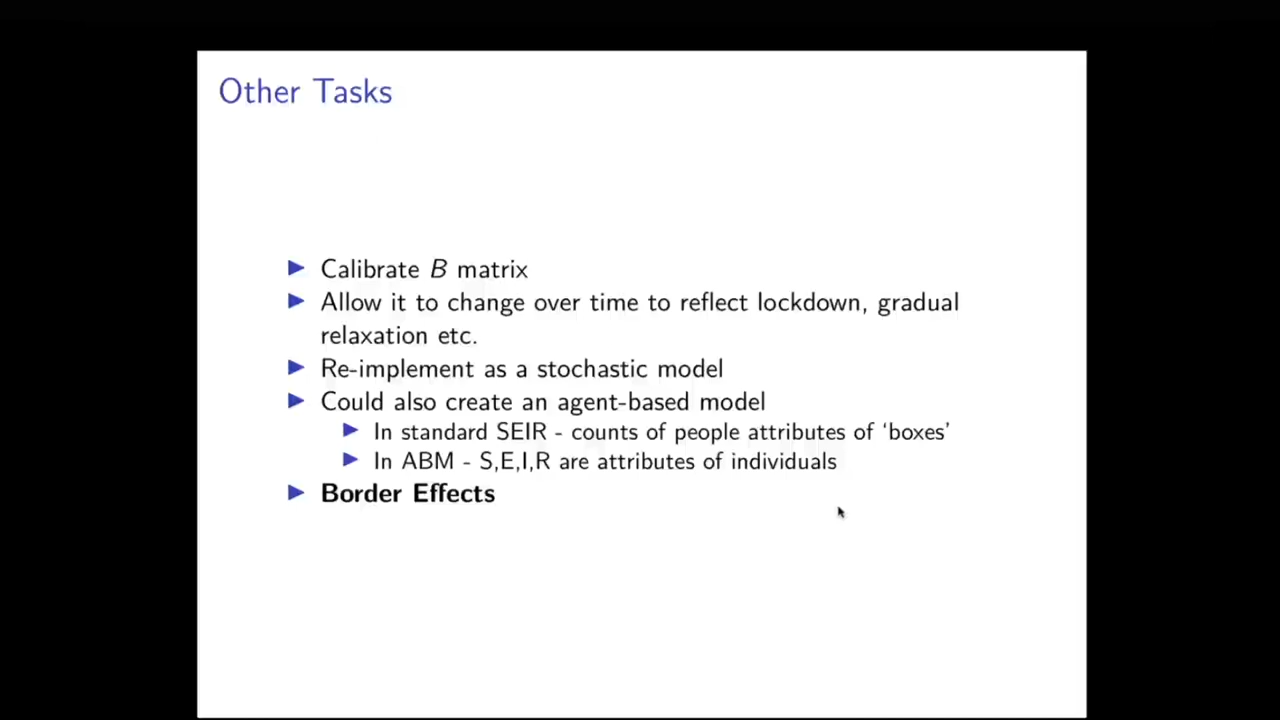 Other Tasks
Calibrate B matrix
Allow it to change over time to reflect lockdown, gradual
relaxation etc.
Re-implement as a stochastic model
Could also create an agent-based model
In standard SEIR - counts of people attributes of ‘boxes’
In ABM - S,E,I,R are attributes of individuals
Border Effects